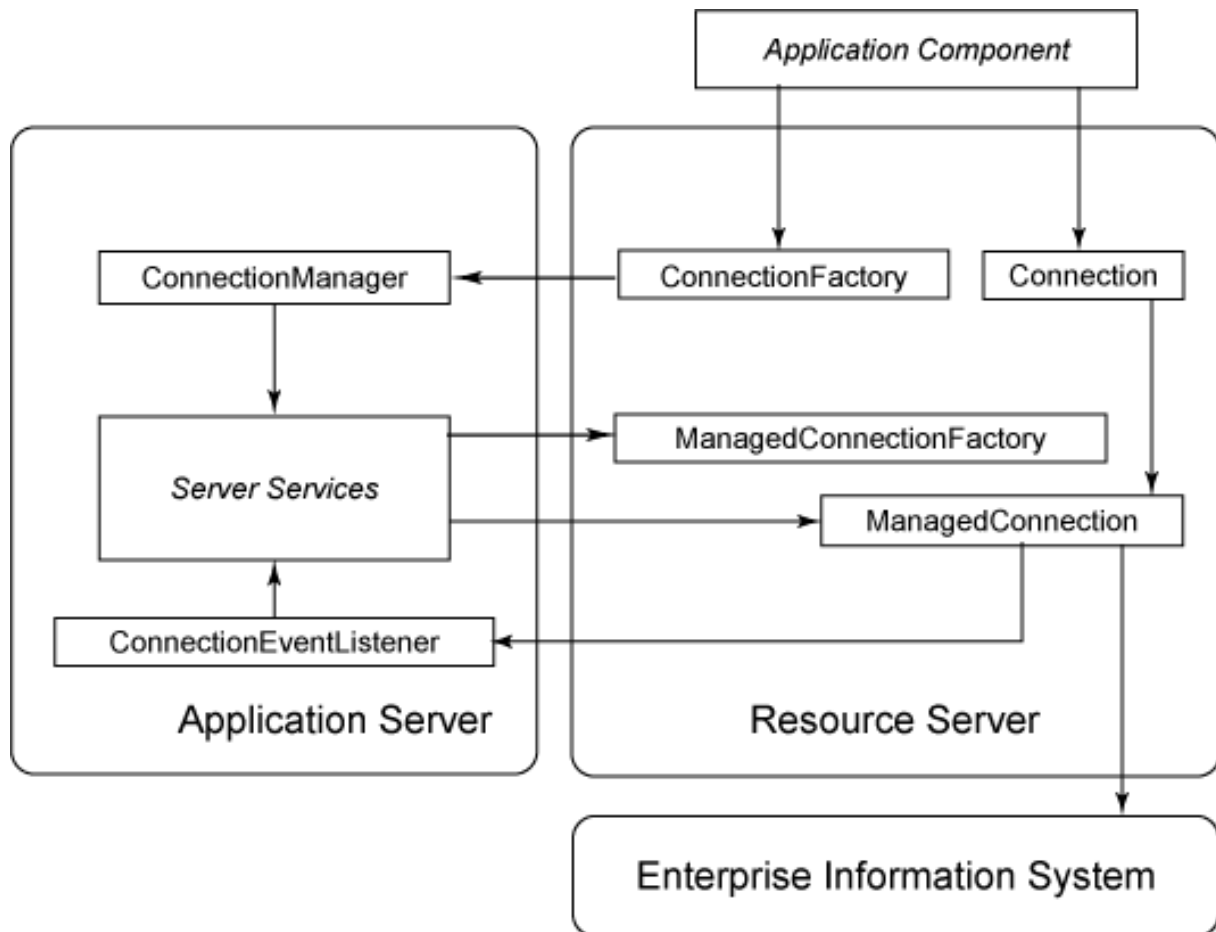 Application Component
ConnectionManager
ConnectionFactory
Connection
ManagedConnectionFactory
Server Services
ManagedConnection
ConnectionEventListener
Application Server
Resource Server
Enterprise Information System